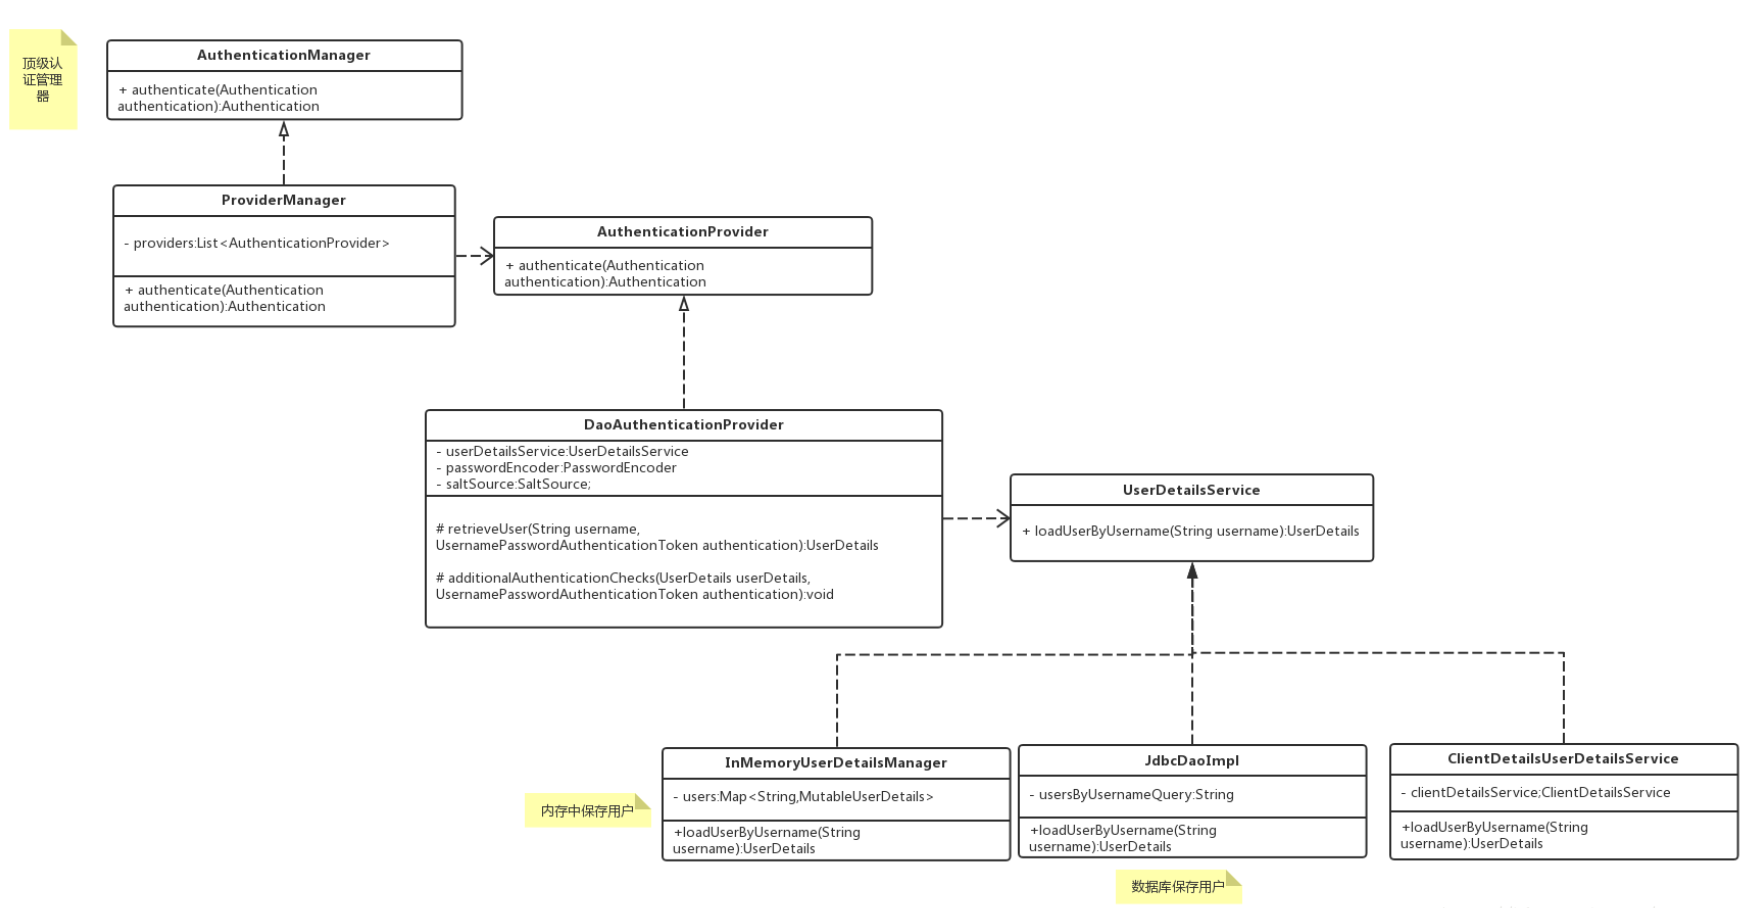 顶级认
证管理
器
AuthenticationManager
+ authenticate(Authentication
authentication):Authentication
ProviderManager
- providers:List<AuthenticationProvider>
+ authenticate(Authentication
authentication):Authentication
AuthenticationProvider
+ authenticate(Authentication
authentication):Authentication
DaoAuthenticationProvider
- userDetailsService:UserDetailsService
- passwordEncoder:PasswordEncoder
- saltSource:SaltSource;
# retrieveUser(String username,
UsernamePasswordAuthenticationToken authentication):UserDetails
# additionalAuthenticationChecks(UserDetails userDetails,
UsernamePasswordAuthenticationToken authentication):void
UserDetailsService
+ loadUserByUsername(String username):UserDetails
内存中保存用户
InMemoryUserDetailsManager
- users:Map<String,MutableUserDetails>
+loadUserByUsername(String
username):UserDetails
JdbcDaoImpl
- usersByUsernameQuery:String
+loadUserByUsername(String
username):UserDetails
数据库保存用户
ClientDetailsUserDetailsService
- clientDetailsService;ClientDetailsService
+loadUserByUsername(String
username):UserDetails